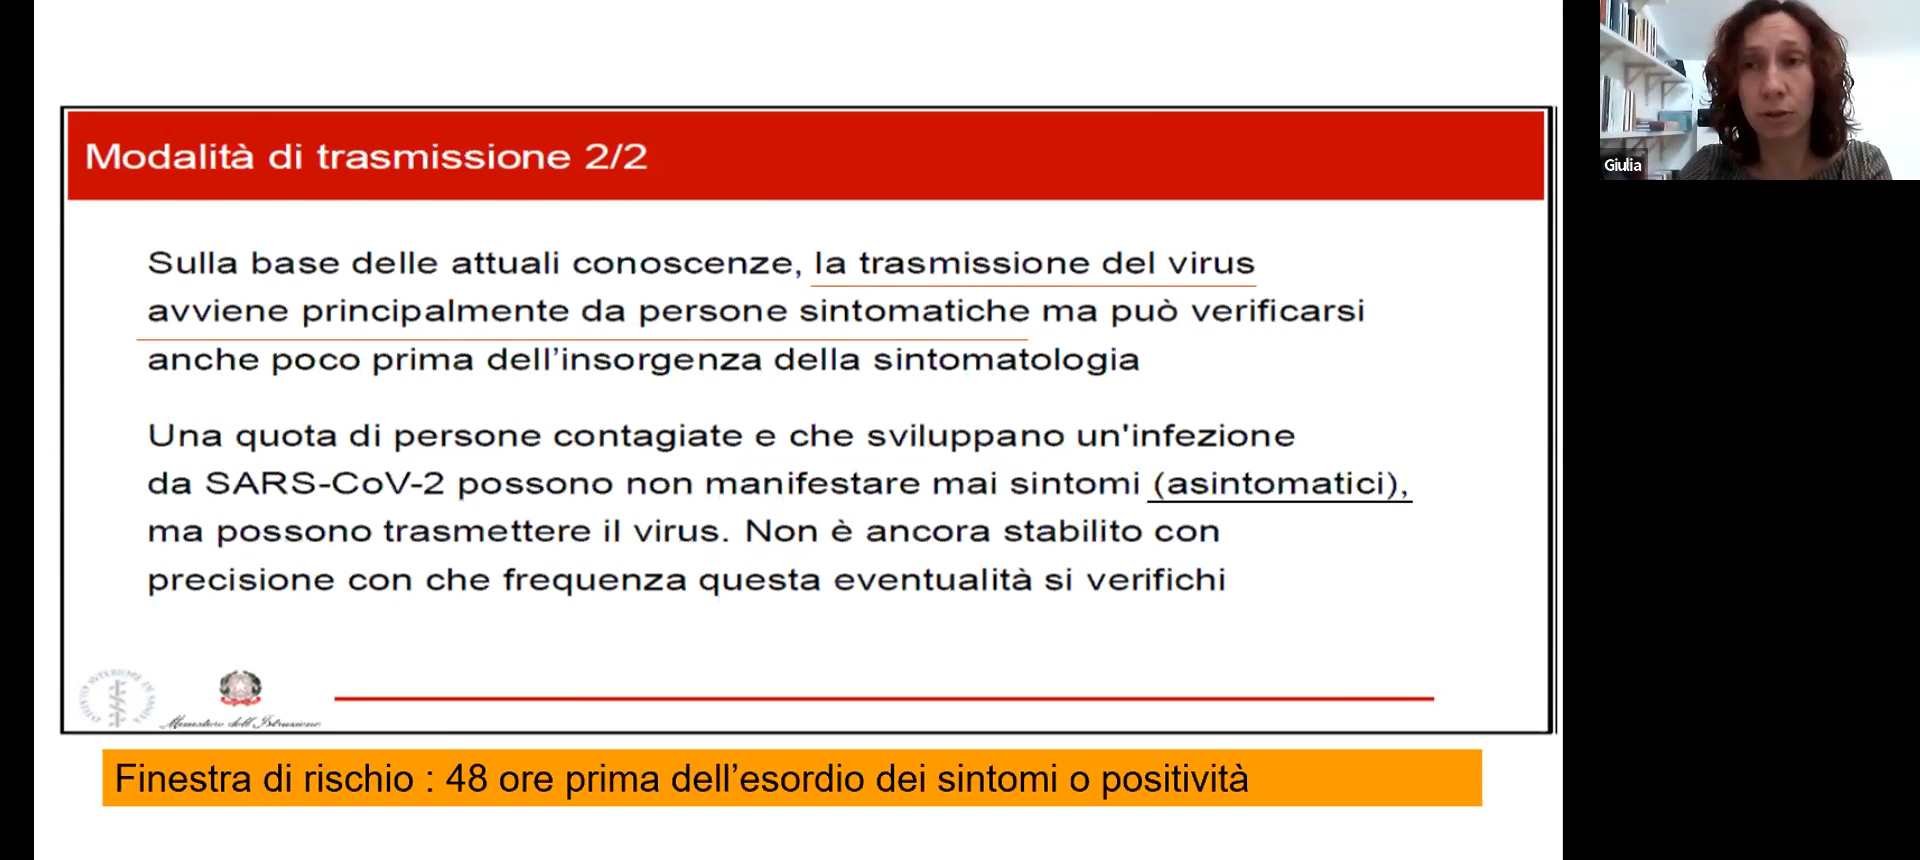 Modalità di trasmissione 2/2
Sulla base delle attuali conoscenze, la trasmissione del virus
avviene principalmente da persone sintomatiche ma può verificarsi
anche poco prima dell’insorgenza della sintomatologia
Una quota di persone contagiate e che sviluppano un'infezione
da SARS-CoV-2 possono non manifestare mai sintomi (asintomatici),
ma possono trasmettere il virus. Non è ancora stabilito con
precisione con che frequenza questa eventualità si verifichi
Finestra di rischio : 48 ore prima dell’esordio dei sintomi o positività
Giulia